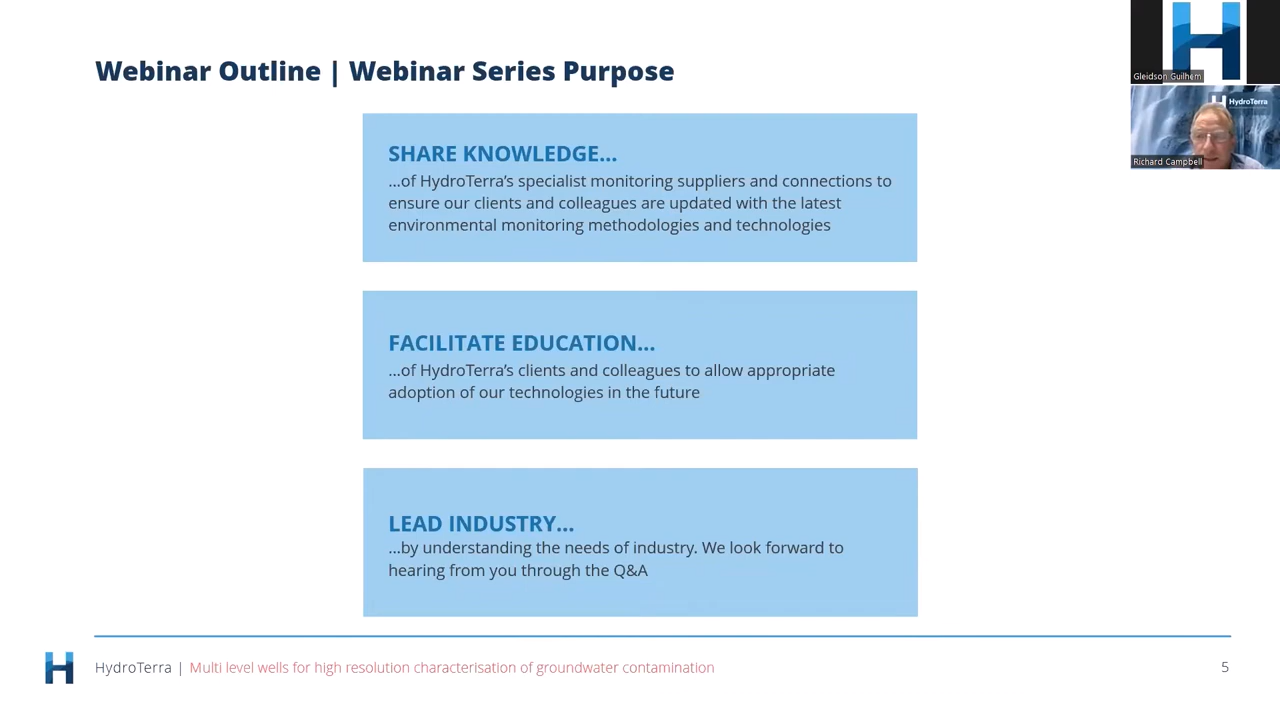 Webinar Outline | Webinar Series Purpose
Gleidson Guilhem
HydroTerra
Richard Campbell
SHARE KNOWLEDGE...
...of HydroTerra's specialist monitoring suppliers and connections to
ensure our clients and colleagues are updated with the latest
environmental monitoring methodologies and technologies
FACILITATE EDUCATION...
...of HydroTerra's clients and colleagues to allow appropriate
adoption of our technologies in the future
LEAD INDUSTRY...
...by understanding the needs of industry. We look forward to
hearing from you through the Q&A
HydroTerra | Multi level wells for high resolution characterisation of groundwater contamination
5